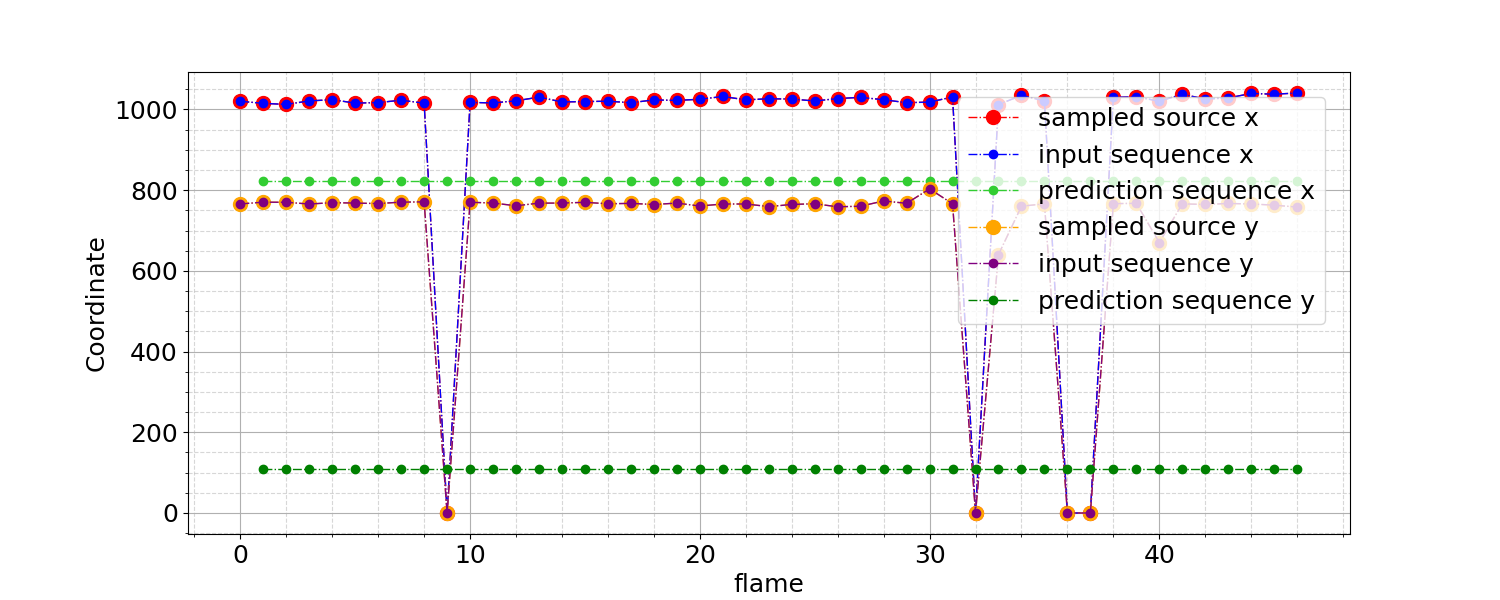 1000
800
600
400
200
0
Coordinate
sampled source x
input sequence x
prediction sequence x
sampled source y
input sequence y
prediction sequence y
0 10 20 30 40
flame